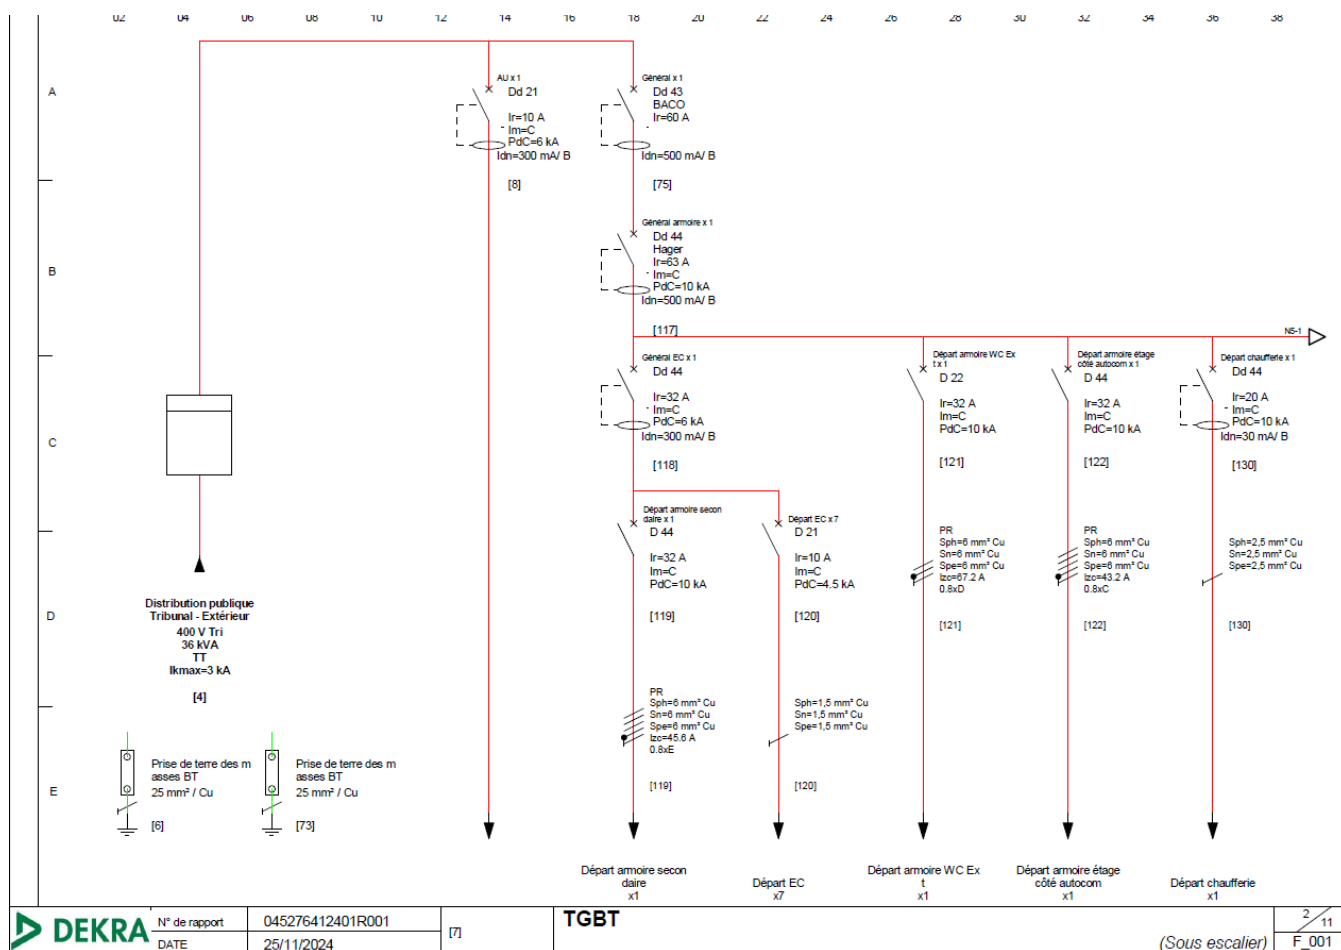 02 04 06 08 10 12 14 16 18 20 22 24 26 28 30 32 34 36 38
A
AU x 1
Dd 21
Ir=10 A
Im=C
PdC=6 kA
Idn=300 mA/ B
[8]
Général x 1
Dd 43
BACO
Ir=60 A
Idn=500 mA/ B
[75]
B
Général armoire x 1
Dd 44
Hager
Ir=63 A
Im=C
PdC=10 kA
Idn=500 mA/ B
[117]
N5-1
C
Général EC x 1
Dd 44
Ir=32 A
Im=C
PdC=6 kA
Idn=300 mA/ B
[118]
Départ armoire WC Ex
t x 1
D 22
Ir=32 A
Im=C
PdC=10 kA
[121]
Départ armoire étage
côté autocom x 1
D 44
Ir=32 A
Im=C
PdC=10 kA
[122]
Départ chaufferie x 1
Dd 44
Ir=20 A
Im=C
PdC=10 kA
Idn=30 mA/ B
[130]
D
Départ armoire secon
daire x 1
D 44
Ir=32 A
Im=C
PdC=10 kA
[119]
Départ EC x 7
D 21
Ir=10 A
Im=C
PdC=4.5 kA
[120]
PR
Sph=6 mm² Cu
Sn=6 mm² Cu
Spe=6 mm² Cu
Izc=67.2 A
0.8xD
[121]
PR
Sph=6 mm² Cu
Sn=6 mm² Cu
Spe=6 mm² Cu
Izc=43.2 A
0.8xC
[122]
Sph=2,5 mm² Cu
Sn=2,5 mm² Cu
Spe=2,5 mm² Cu
[130]
Distribution publique
Tribunal - Extérieur
400 V Tri
36 kVA
TT
Ikmax=3 kA
[4]
E
Prise de terre des m
asses BT
25 mm² / Cu
[6]
Prise de terre des m
asses BT
25 mm² / Cu
[73]
PR
Sph=6 mm² Cu
Sn=6 mm² Cu
Spe=6 mm² Cu
Izc=45.6 A
0.8xE
[119]
Sph=1,5 mm² Cu
Sn=1,5 mm² Cu
Spe=1,5 mm² Cu
[120]
Départ armoire secon
daire
x1
Départ EC
x7
Départ armoire WC Ex
t
x1
Départ armoire étage
côté autocom
x1
Départ chaufferie
x1
DEKRA
N° de rapport
045276412401R001
DATE
25/11/2024
[7]
TGBT
(Sous escalier)
2/11
F_001